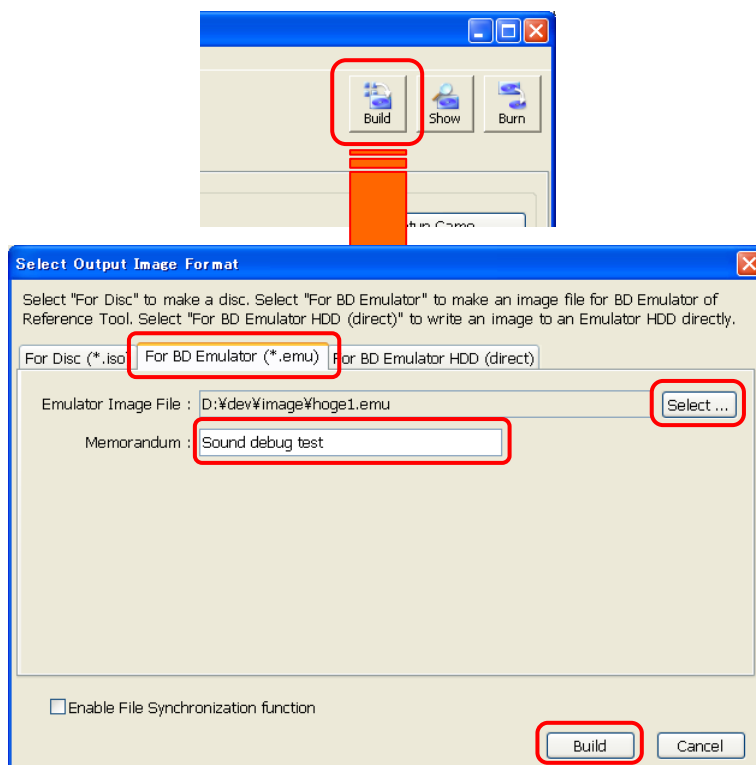 Build
Show
Burn
Select Output Image Format
Select "For Disc" to make a disc. Select "For BD Emulator" to make an image file for BD Emulator of
Reference Tool. Select "For BD Emulator HDD (direct)" to write an image to an Emulator HDD directly.
For Disc (*.iso
For BD Emulator (*.emu)
For BD Emulator HDD (direct)
Emulator Image File :
D:¥dev¥image¥hoge1.emu
Select ...
Memorandum :
Sound debug test
Enable File Synchronization function
Build
Cancel